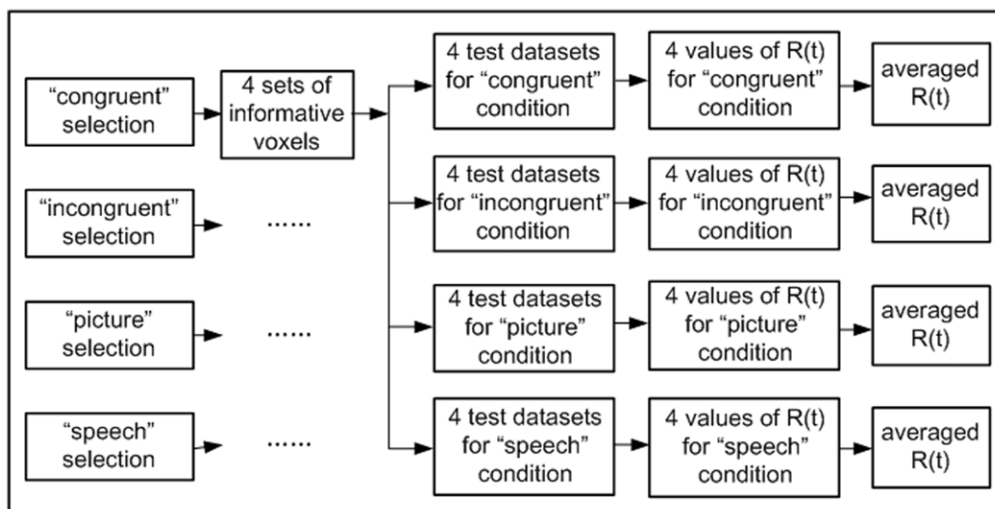 “congruent”
selection
4 sets of
informative
voxels
4 test datasets
for “congruent”
condition
4 values of R(t)
for “congruent”
condition
averaged
R(t)
“incongruent”
selection
......
4 test datasets
for “incongruent”
condition
4 values of R(t)
for “incongruent”
condition
averaged
R(t)
“picture”
selection
......
4 test datasets
for “picture”
condition
4 values of R(t)
for “picture”
condition
averaged
R(t)
“speech”
selection
......
4 test datasets
for “speech”
condition
4 values of R(t)
for “speech”
condition
averaged
R(t)